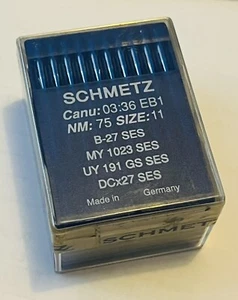 SCHMETZ
Canu: 03:36 EB1
NM: 75 SIZE: 11
B-27 SES
MY 1023 SES
UY 191 GS SES
DCx27 SES
Made in Germany
SCHMETZ